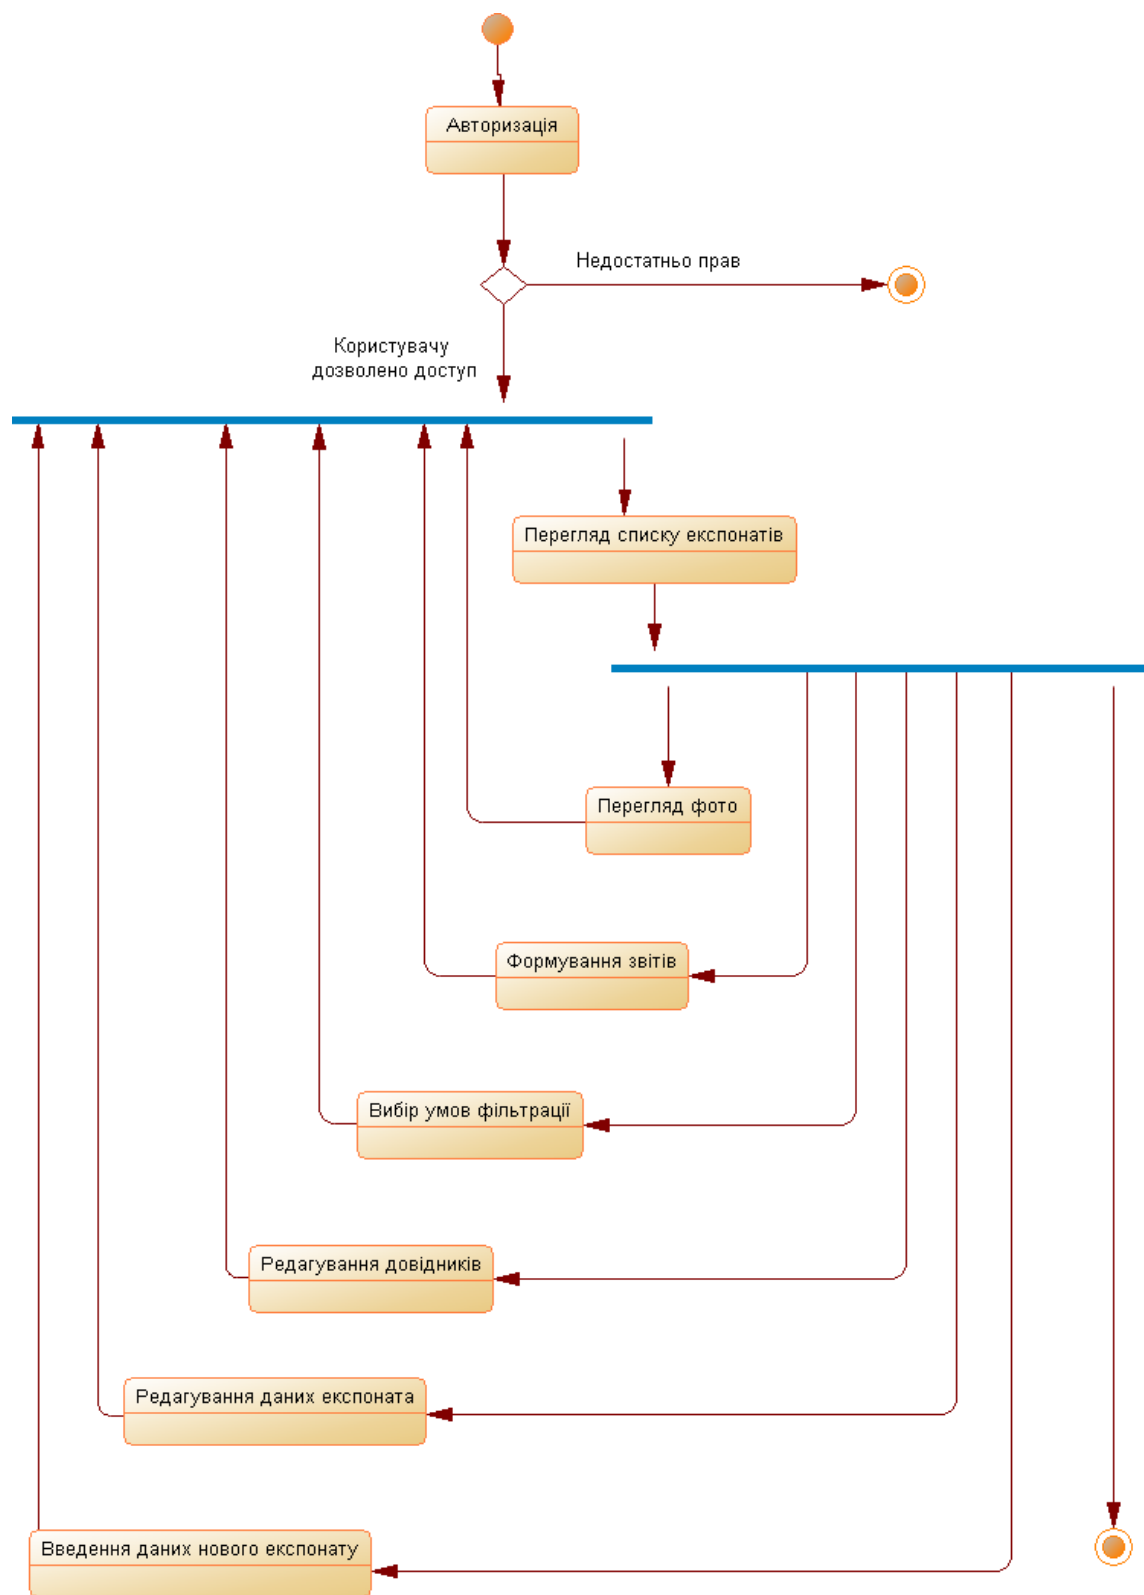 Авторизація
Недостатньо прав
Користувачу
дозволено доступ
Перегляд списку експонатів
Перегляд фото
Формування звітів
Вибір умов фільтрації
Редагування довідників
Редагування даних експоната
Введення даних нового експонату